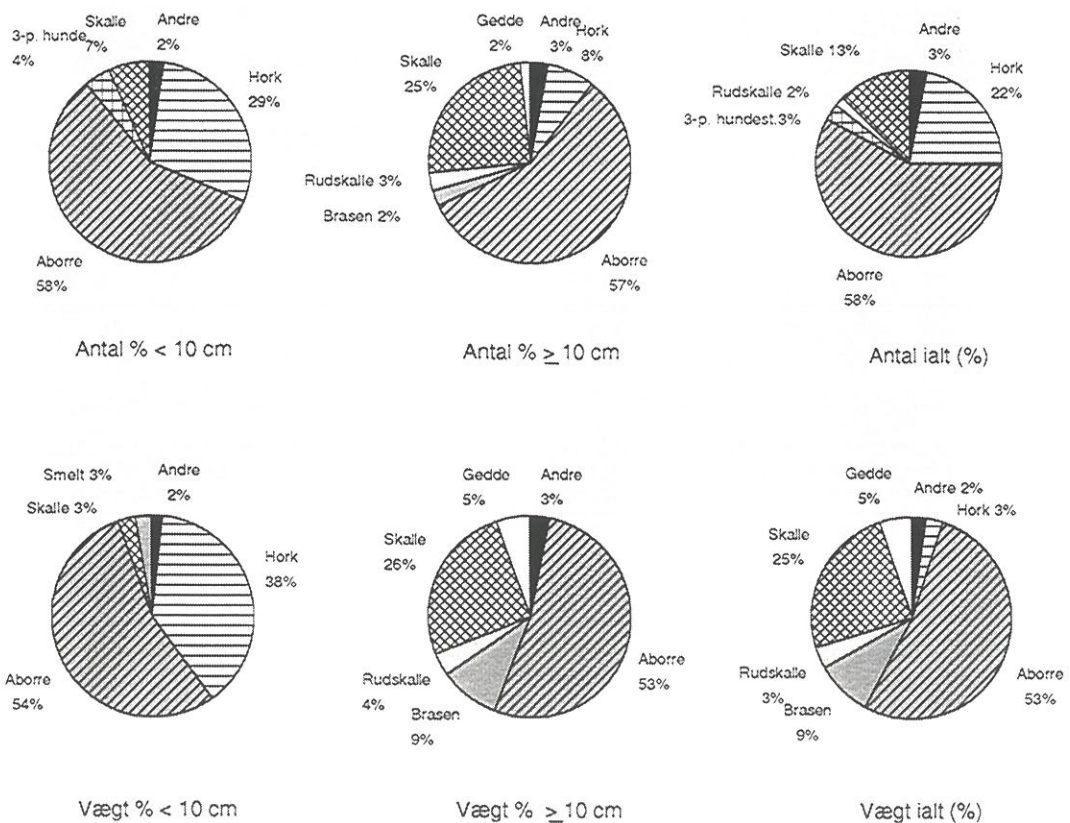 Skalle
7%
Andre
2%
3-p. hunde
4%
Hork
29%
Aborre
58%
Antal % < 10 cm
Gedde
2%
Andre
3%
Hork
8%
Skalle
25%
Rudskalle 3%
Brasen 2%
Aborre
57%
Antal % ≥ 10 cm
Andre
3%
Skalle 13%
Hork
22%
Rudskalle 2%
3-p. hundest.3%
Aborre
58%
Antal ialt (%)
Smelt 3%
Andre
2%
Skalle 3%
Hork
38%
Aborre
54%
Vægt % < 10 cm
Gedde
5%
Andre
3%
Skalle
26%
Aborre
53%
Rudskalle
4%
Brasen
9%
Vægt % ≥10 cm
Gedde
5%
Andre 2%
Hork 3%
Skalle
25%
Aborre
53%
Rudskalle
3%
Brasen
9%
Vægt ialt (%)